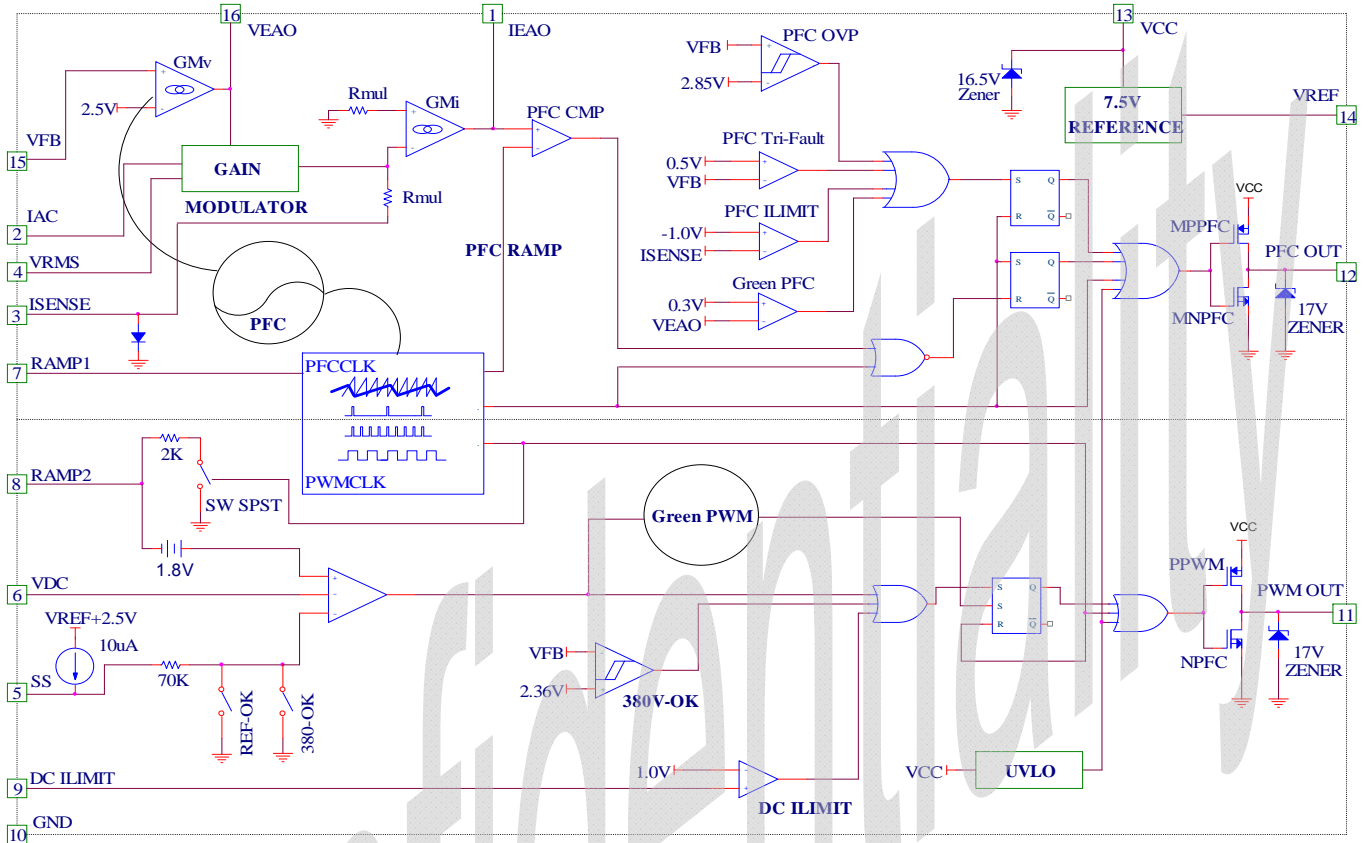 16
VEAO
1
IEAO
13
VCC
GMv
2.5V
VFB
15
Rmul
GMi
PFC CMP
VFB
PFC OVP
2.85V
16.5V
Zener
7.5V
REFERENCE
VREF
14
GAIN
MODULATOR
Rmul
PFC Tri-Fault
0.5V
VFB
IAC
2
PFC ILIMIT
-1.0V
ISENSE
PFC RAMP
VRMS
4
Green PFC
0.3V
VEAO
ISENSE
3
PFC
S Q
R Q
S Q
R Q
VCC
MPPFC
PFC OUT
12
MNPFC
17V
ZENER
RAMP1
7
PFCCLK
PWMCLK
2K
RAMP2
8
SW SPST
1.8V
Green PWM
VDC
6
VREF+2.5V
10uA
SS
5
70K
REF-OK
380-OK
VFB
2.36V
380V-OK
S Q
S
R Q
VCC
PPWM
PWM OUT
11
NPFC
17V
ZENER
DC ILIMIT
9
1.0V
DC ILIMIT
VCC
UVLO
GND
10